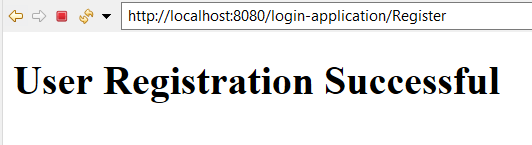 http://localhost:8080/login-application/Register
User Registration Successful